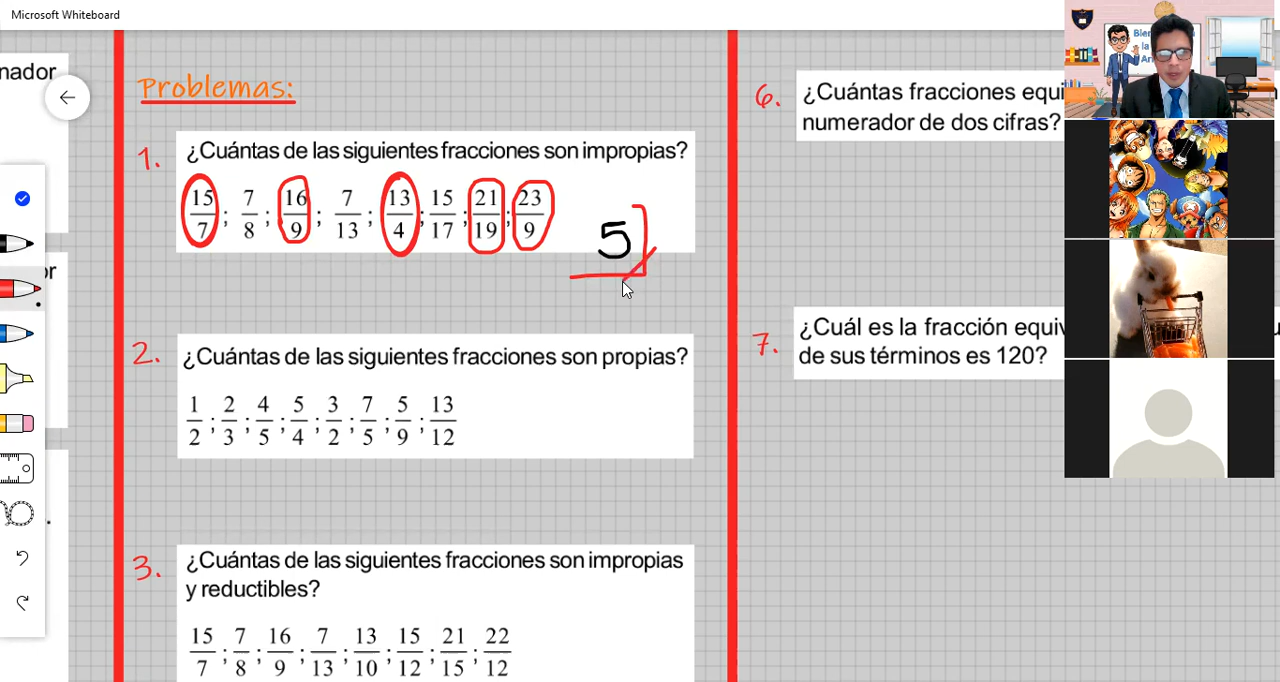 Microsoft Whiteboard
nador
Problemas:
1. ¿Cuántas de las siguientes fracciones son impropias?
15/7 ; 7/8 ; 16/9 ; 7/13 ; 13/4 ; 15/17 ; 21/19 ; 23/9
5
2. ¿Cuántas de las siguientes fracciones son propias?
1/2 ; 2/3 ; 4/5 ; 5/4 ; 3/2 ; 7/5 ; 5/9 ; 13/12
3. ¿Cuántas de las siguientes fracciones son impropias
y reductibles?
15/7 ; 7/8 ; 16/9 ; 7/13 ; 13/10 ; 15/12 ; 21/15 ; 22/12
6. ¿Cuántas fracciones equi
numerador de dos cifras?
7. ¿Cuál es la fracción equiv
de sus términos es 120?